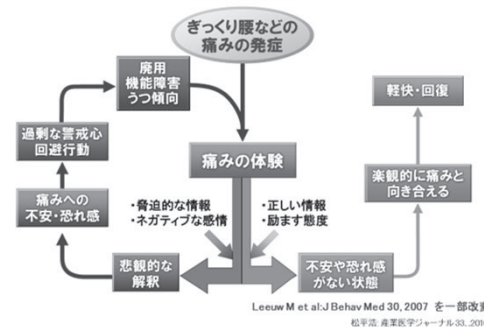 ぎっくり腰などの
痛みの発症
廃用
機能障害
うつ傾向
軽快・回復
過剰な警戒心
回避行動
痛みの体験
楽観的に痛みと
向き合える
痛みへの
不安・恐れ感
・脅迫的な情報
・ネガティブな感情
・正しい情報
・励ます態度
悲観的な
解釈
不安や恐れ感
がない状態
Leeuw M et al:J Behav Med 30, 2007 を一部改変
松平浩: 産業医学ジャーナル33,